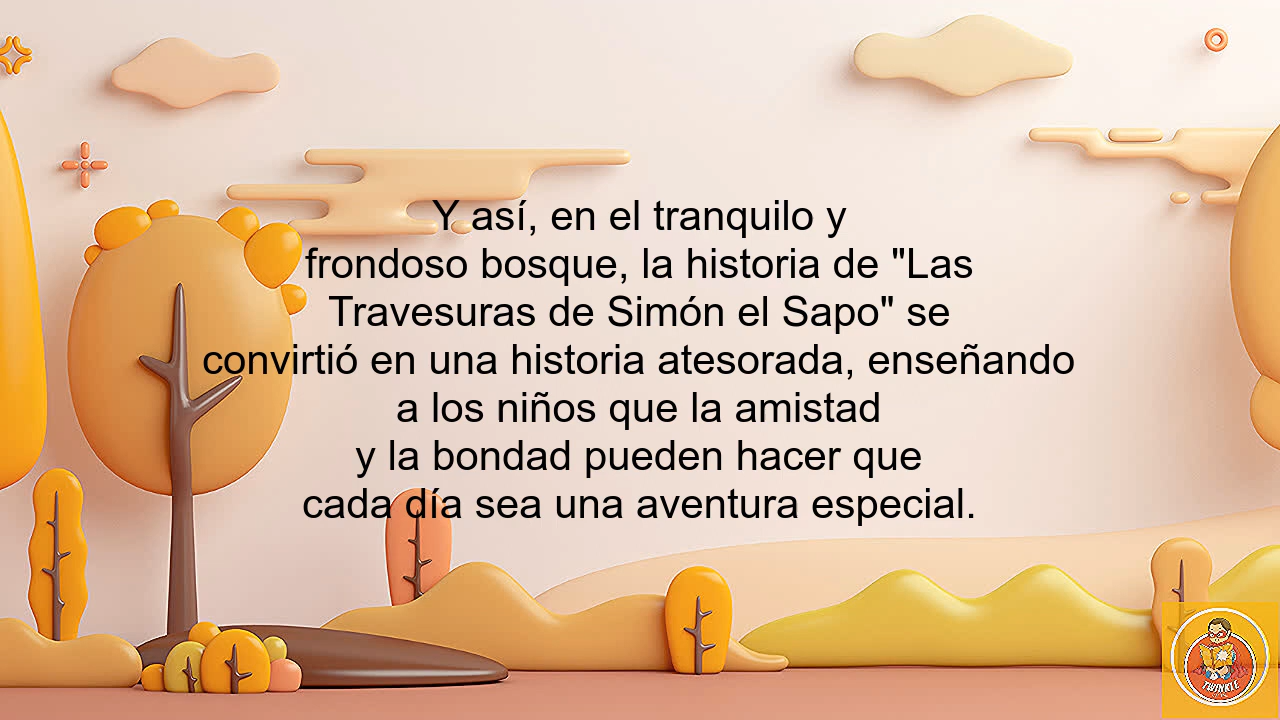 Y así, en el tranquilo y
frondoso bosque, la historia de "Las
Travesuras de Simón el Sapo" se
convirtió en una historia atesorada, enseñando
a los niños que la amistad
y la bondad pueden hacer que
cada día sea una aventura especial.
TWINKLE